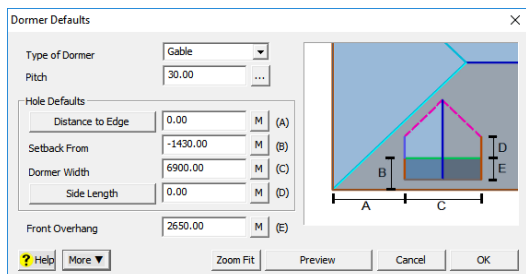 Dormer Defaults
Type of Dormer Gable
Pitch 30.00 ...
Hole Defaults
Distance to Edge 0.00 M (A)
Setback From -1430.00 M (B)
Dormer Width 6900.00 M (C)
Side Length 0.00 M (D)
Front Overhang 2650.00 M (E)
D
B E
A C
? Help More ▼ Zoom Fit Preview Cancel OK